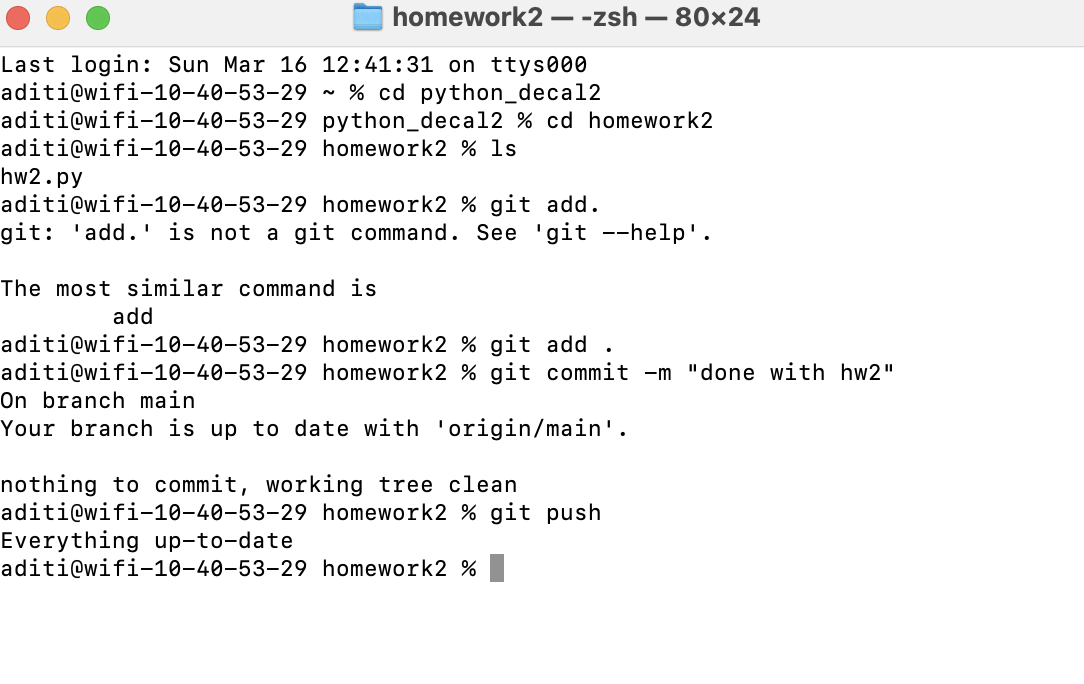 homework2 — -zsh — 80×24
Last login: Sun Mar 16 12:41:31 on ttys000
aditi@wifi-10-40-53-29 ~ % cd python_decal2
aditi@wifi-10-40-53-29 python_decal2 % cd homework2
aditi@wifi-10-40-53-29 homework2 % ls
hw2.py
aditi@wifi-10-40-53-29 homework2 % git add.
git: 'add.' is not a git command. See 'git --help'.

The most similar command is
        add
aditi@wifi-10-40-53-29 homework2 % git add .
aditi@wifi-10-40-53-29 homework2 % git commit -m "done with hw2"
On branch main
Your branch is up to date with 'origin/main'.

nothing to commit, working tree clean
aditi@wifi-10-40-53-29 homework2 % git push
Everything up-to-date
aditi@wifi-10-40-53-29 homework2 %